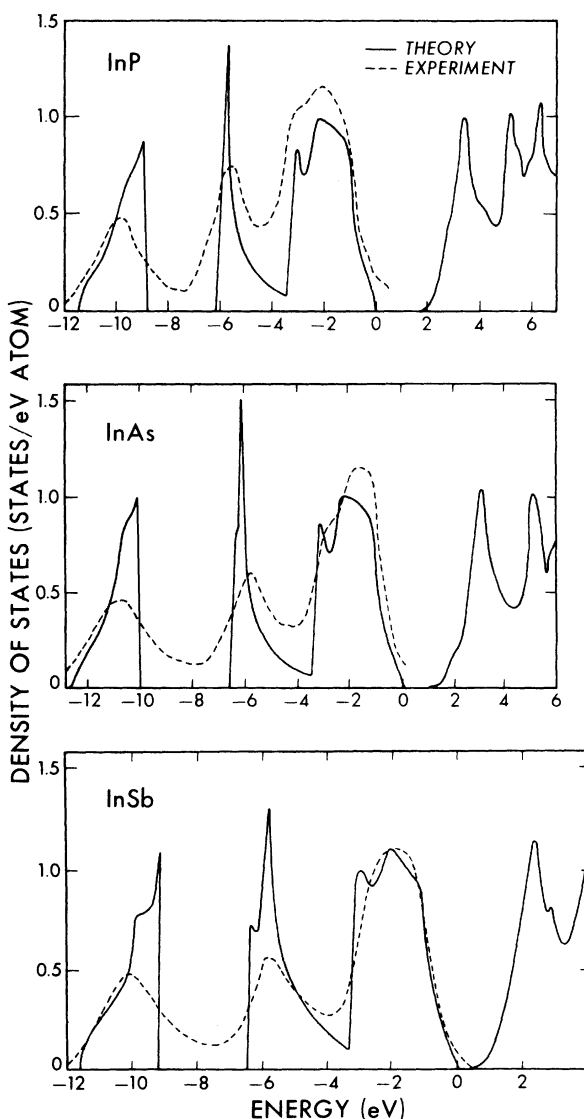 1.5
InP
THEORY
EXPERIMENT
1.0
0.5
0
−12 −10 −8 −6 −4 −2 0 2 4 6
DENSITY OF STATES (STATES/eV ATOM)
1.5
InAs
1.0
0.5
0
−12 −10 −8 −6 −4 −2 0 2 4 6
1.5
InSb
1.0
0.5
0
−12 −10 −8 −6 −4 −2 0 2
ENERGY (eV)